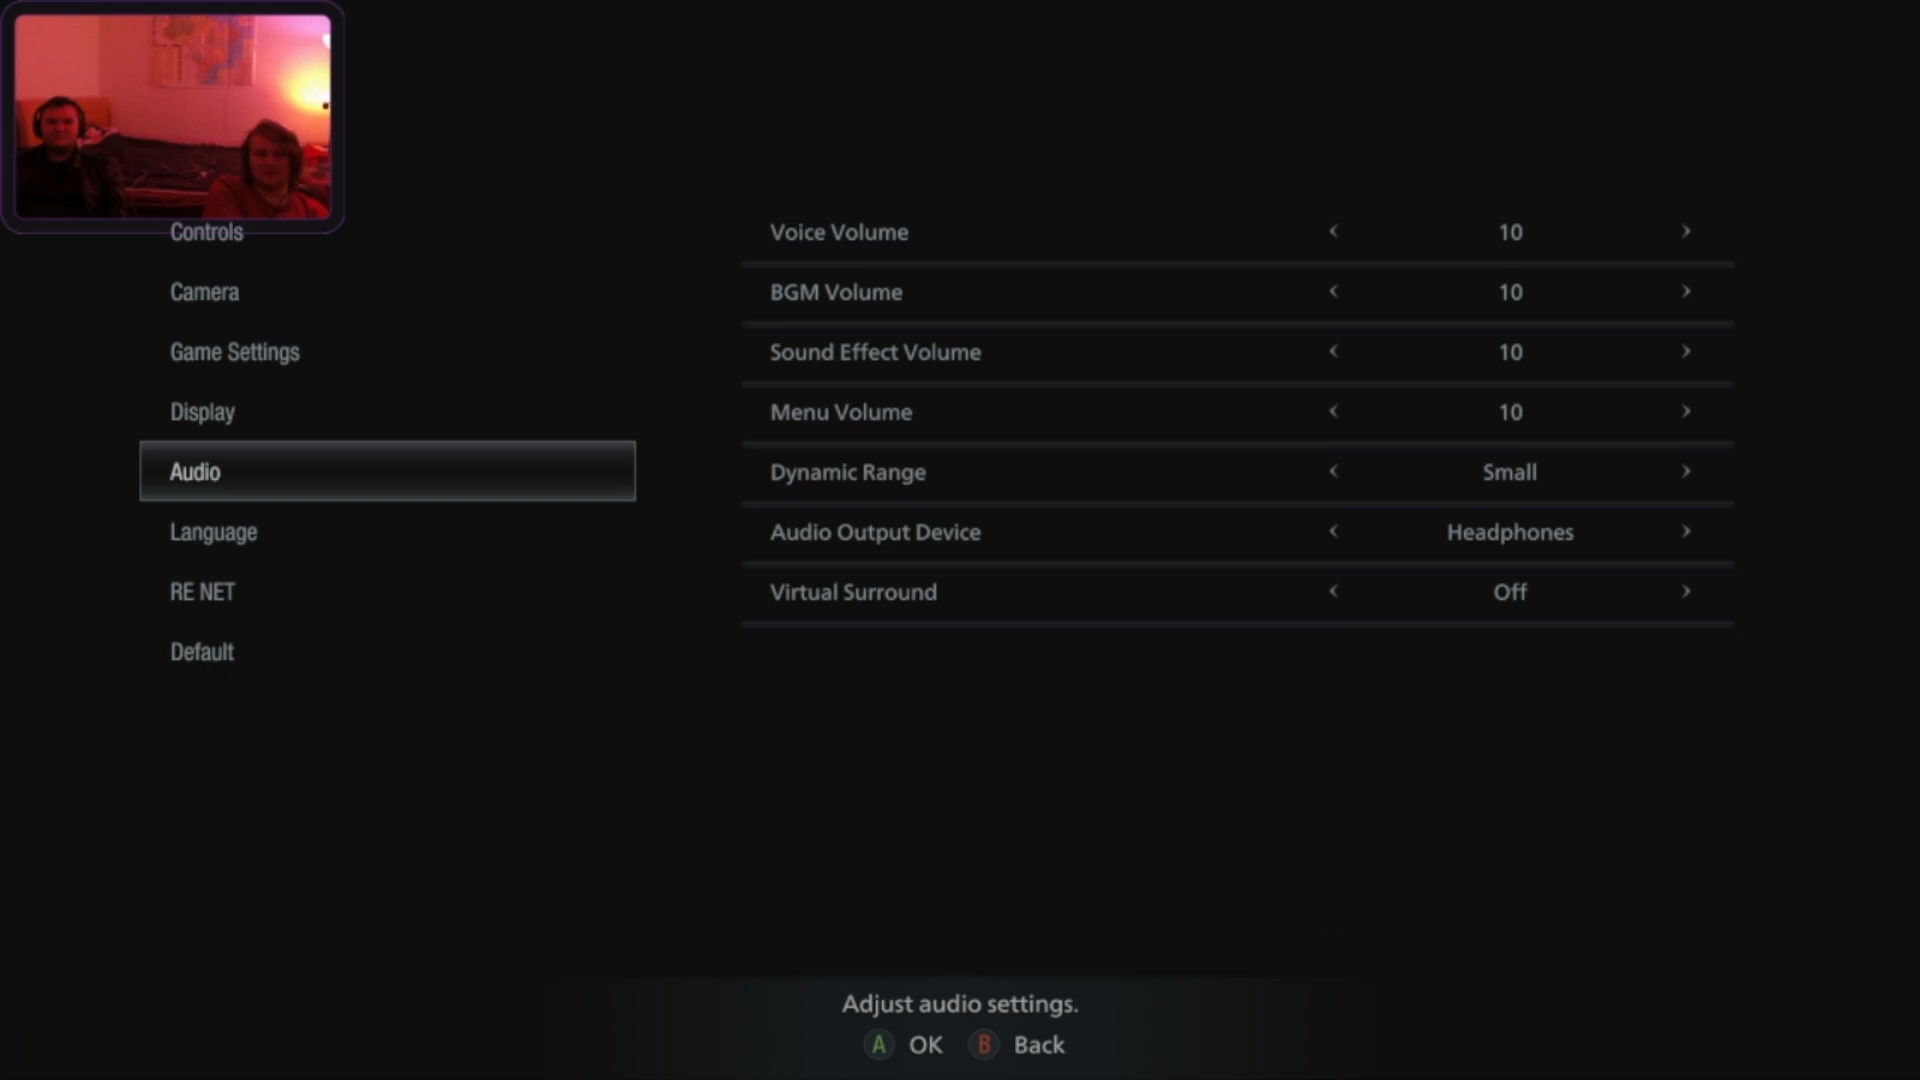 Controls
Camera
Game Settings
Display
Audio
Language
RE NET
Default
Voice Volume 10
BGM Volume 10
Sound Effect Volume 10
Menu Volume 10
Dynamic Range Small
Audio Output Device Headphones
Virtual Surround Off
Adjust audio settings.
A OK B Back